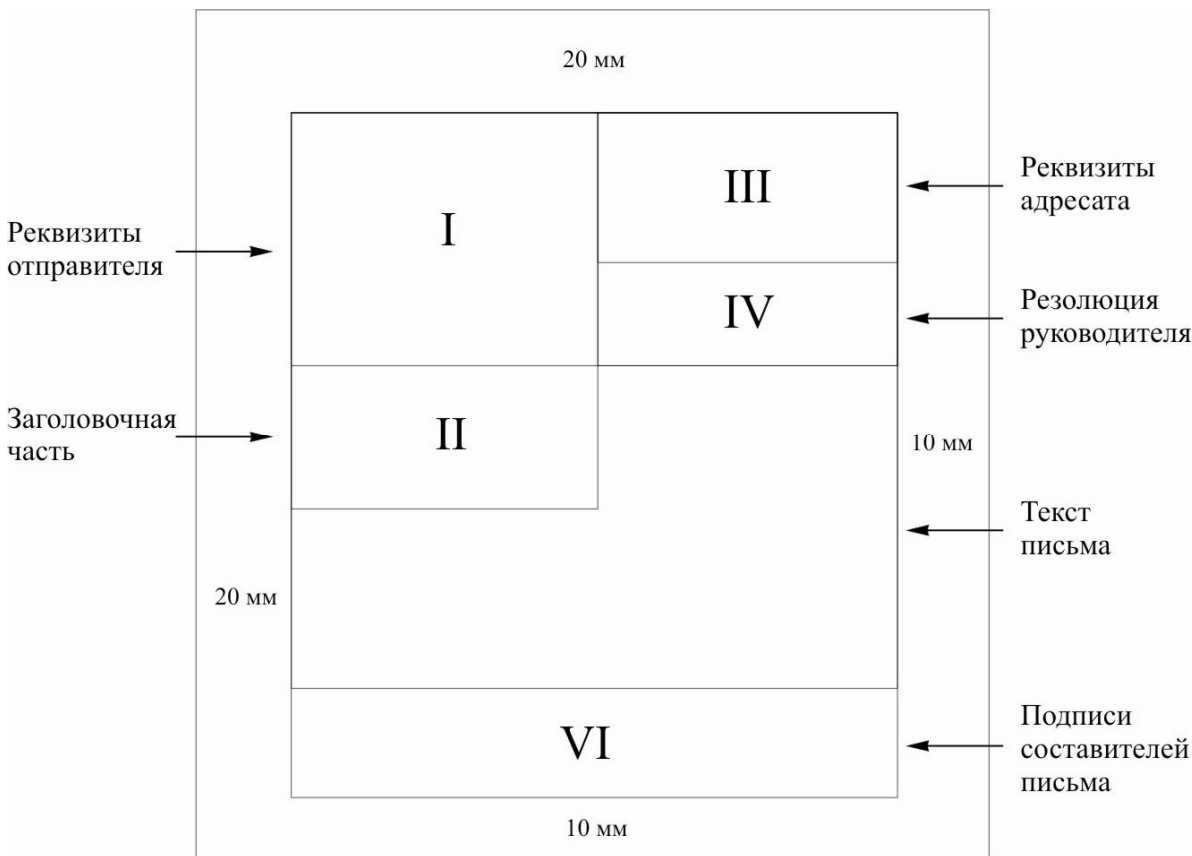 20 мм
III
Реквизиты
адресата
I
Реквизиты
отправителя
IV
Резолюция
руководителя
Заголовочная
часть
II
10 мм
Текст
письма
20 мм
VI
Подписи
составителей
письма
10 мм